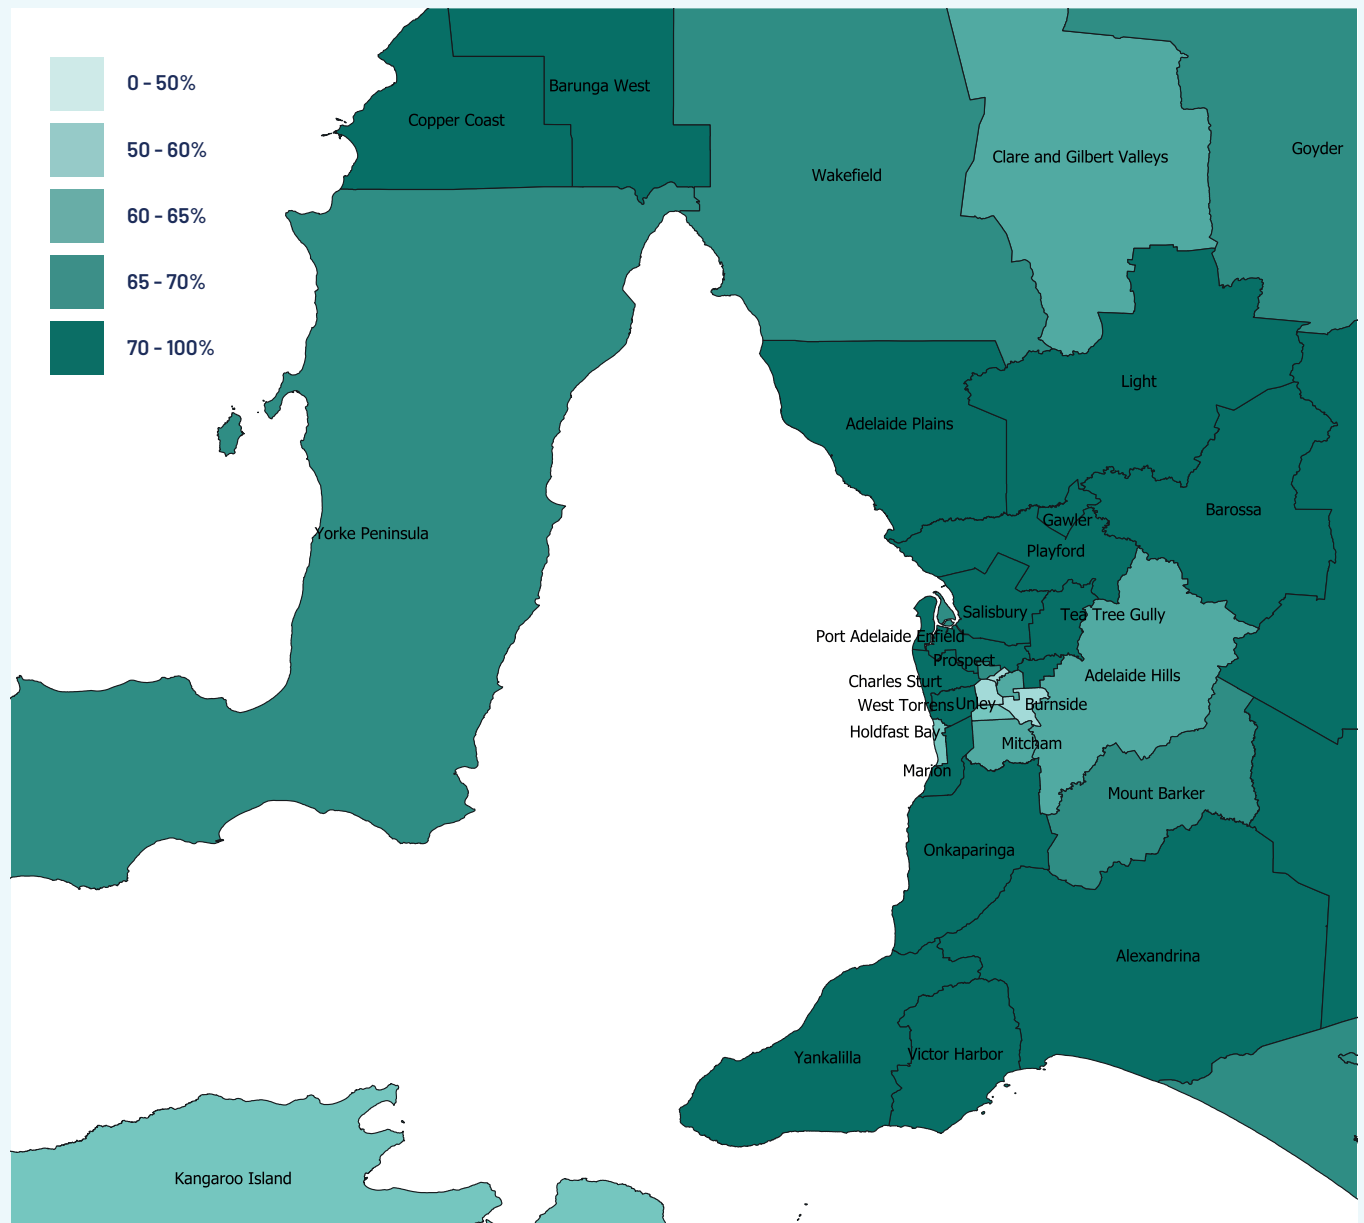 0 - 50%
50 - 60%
60 - 65%
65 - 70%
70 - 100%
Barunga West
Copper Coast
Goyder
Clare and Gilbert Valleys
Wakefield
Light
Adelaide Plains
Barossa
Gawler
Yorke Peninsula
Playford
Salisbury
Tea Tree Gully
Port Adelaide Enfield
Prospect
Adelaide Hills
Charles Sturt
West Torrens
Unley
Burnside
Holdfast Bay
Mitcham
Marion
Mount Barker
Onkaparinga
Alexandrina
Victor Harbor
Yankalilla
Kangaroo Island